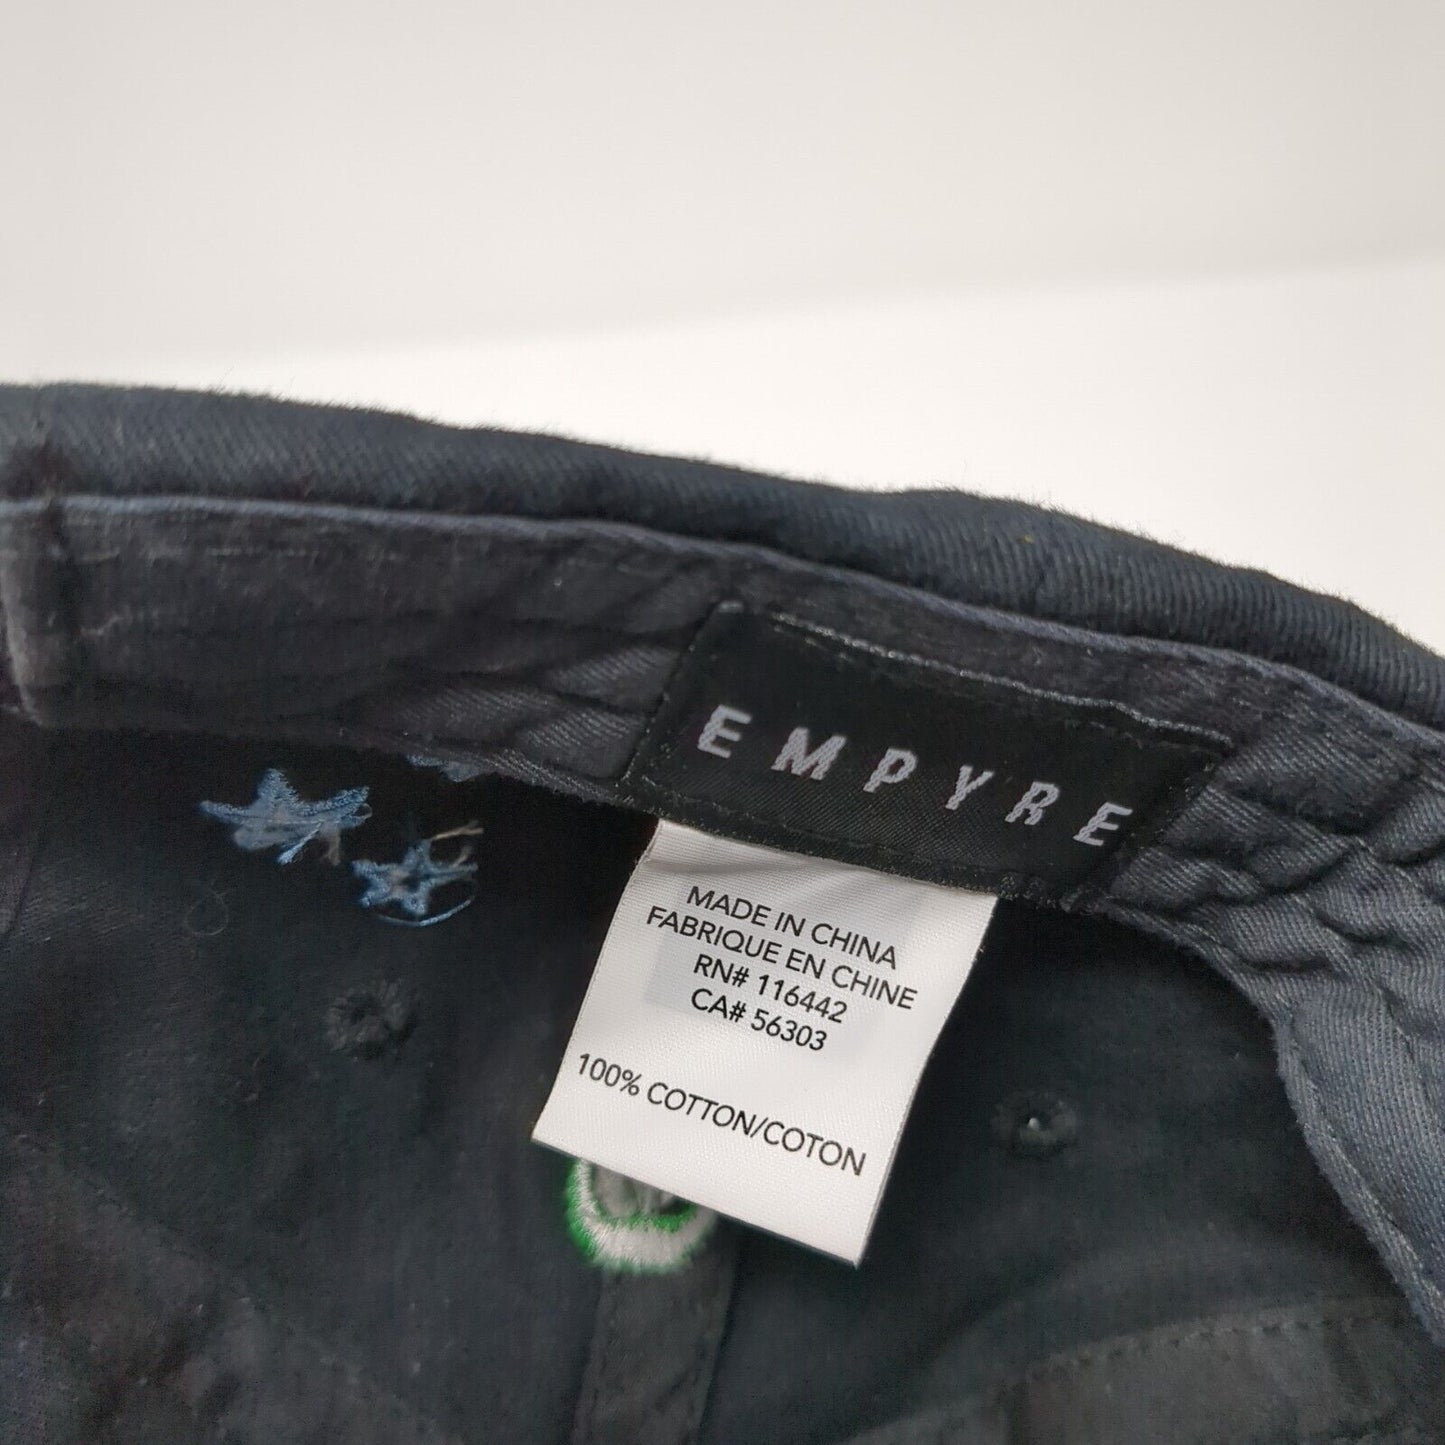 EMPYRE
MADE IN CHINA
FABRIQUE EN CHINE
RN# 116442
CA# 56303
100% COTTON/COTON